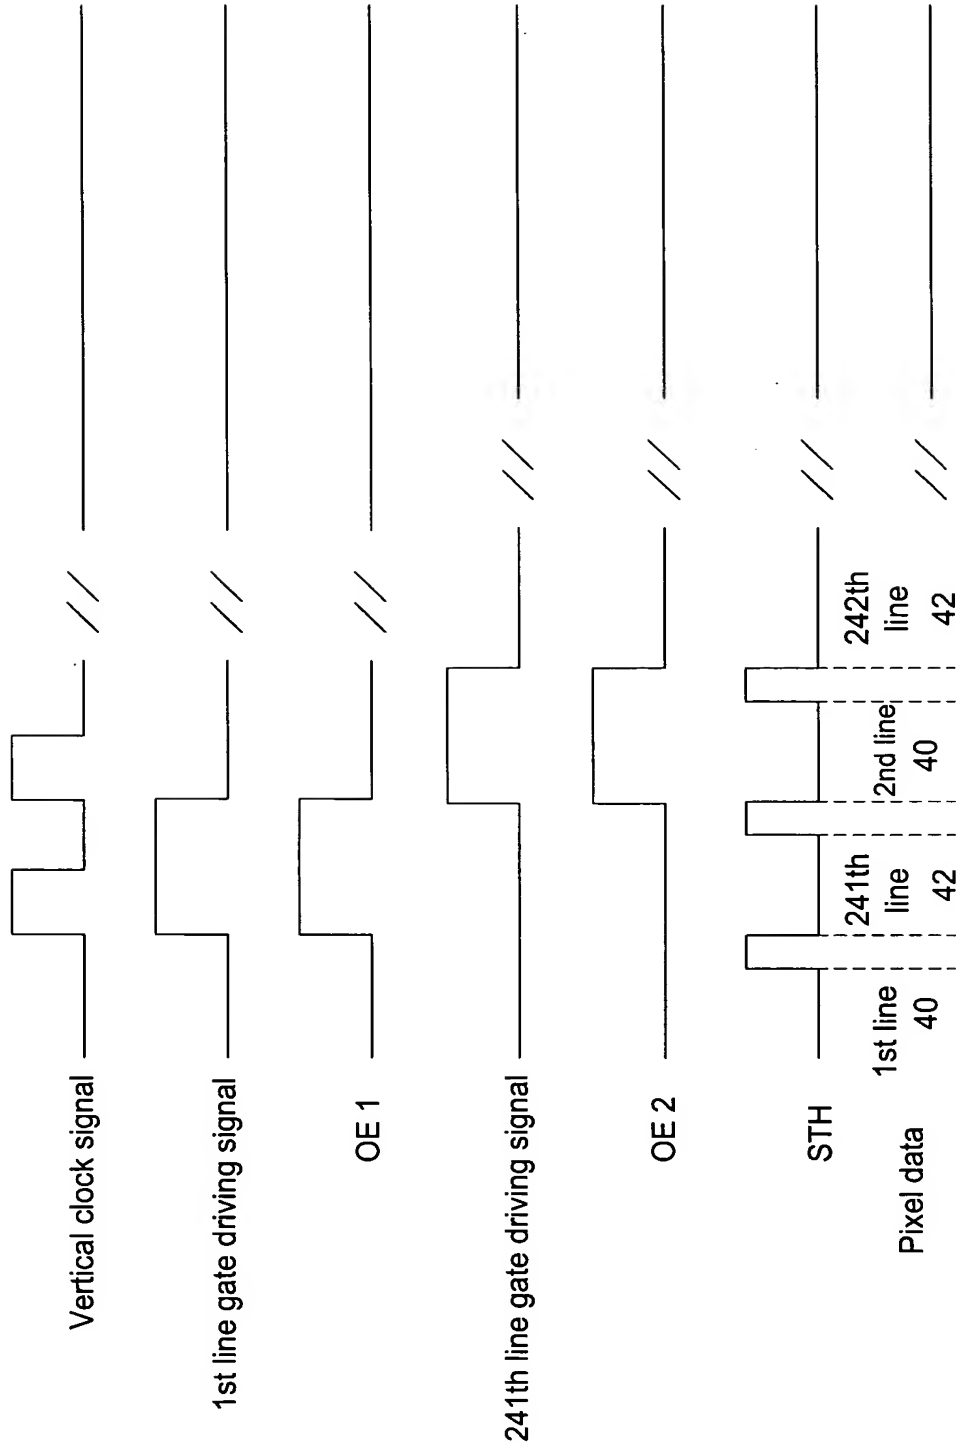 Vertical clock signal
1st line gate driving signal
OE 1
241th line gate driving signal
OE 2
STH
Pixel data
1st line
40
241th
line
42
2nd line
40
242th
line
42